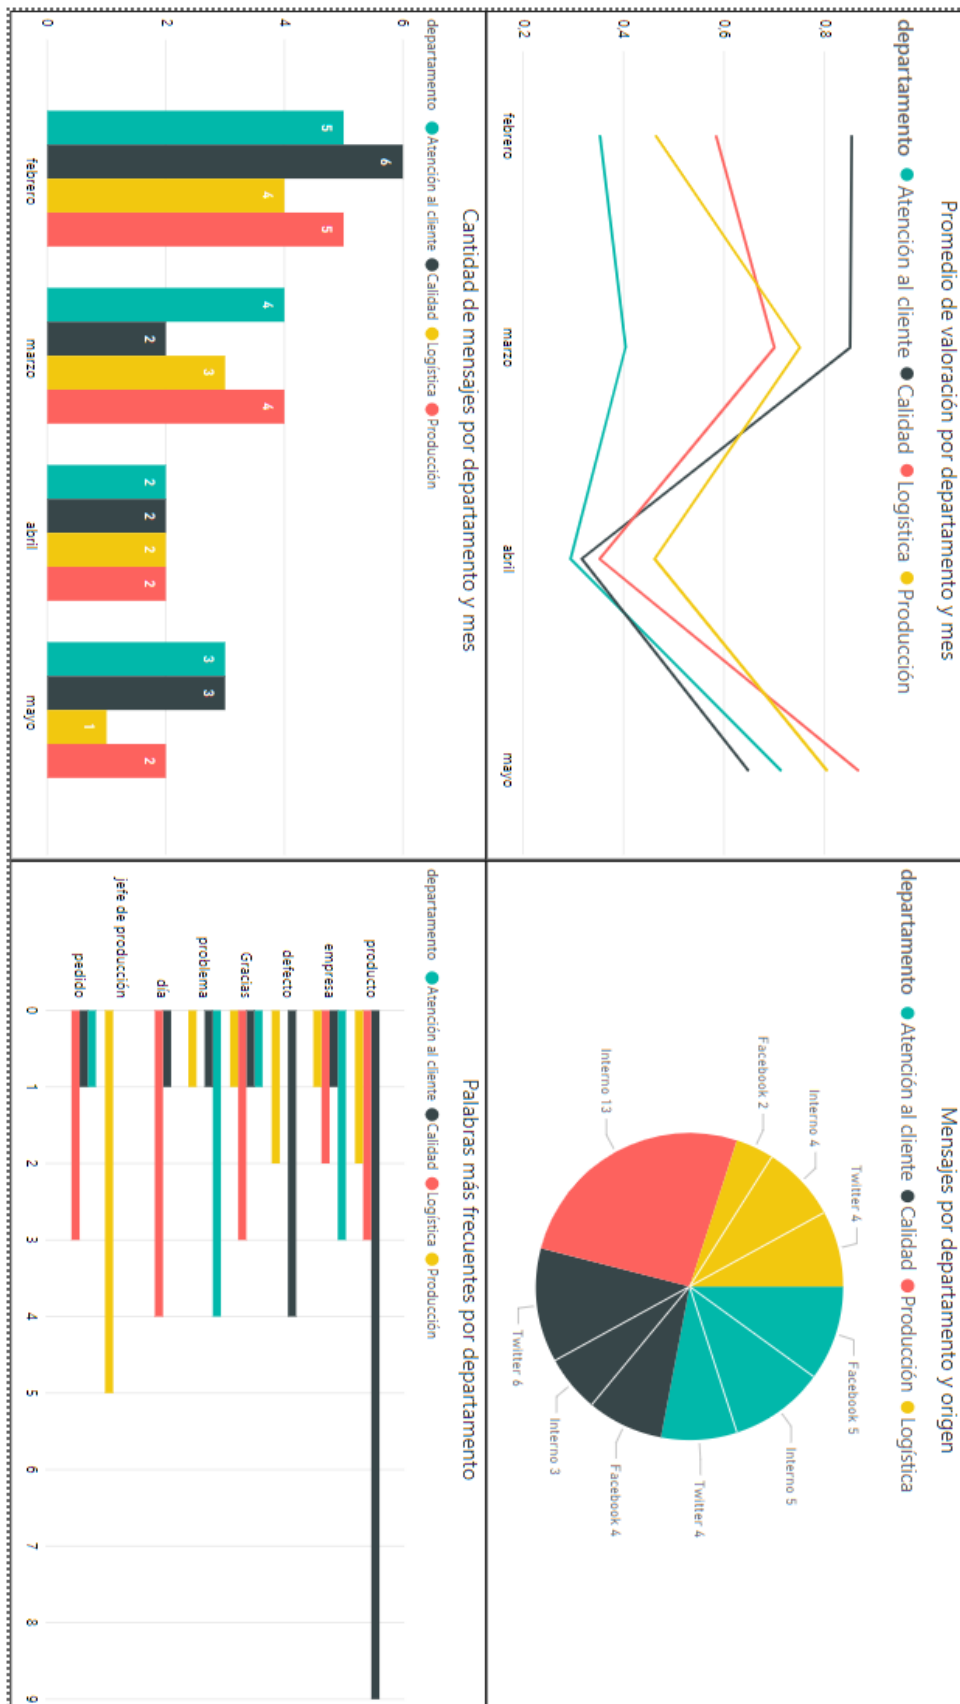 Promedio de valoración por departamento y mes
departamento Atención al cliente Calidad Logística Producción
0,8
0,6
0,4
0,2
febrero marzo abril mayo
Mensajes por departamento y origen
departamento Atención al cliente Calidad Producción Logística
Facebook 5
Interno 5
Twitter 4
Facebook 4
Interno 3
Twitter 6
Interno 13
Facebook 2
Interno 4
Twitter 4
Cantidad de mensajes por departamento y mes
departamento Atención al cliente Calidad Logística Producción
6
4
2
0
5 6 4 5
4 2 3 4
2 2 2 2
3 3 1 2
febrero marzo abril mayo
Palabras más frecuentes por departamento
departamento Atención al cliente Calidad Logística Producción
producto
empresa
defecto
Gracias
problema
día
jefe de producción
pedido
0 1 2 3 4 5 6 7 8 9